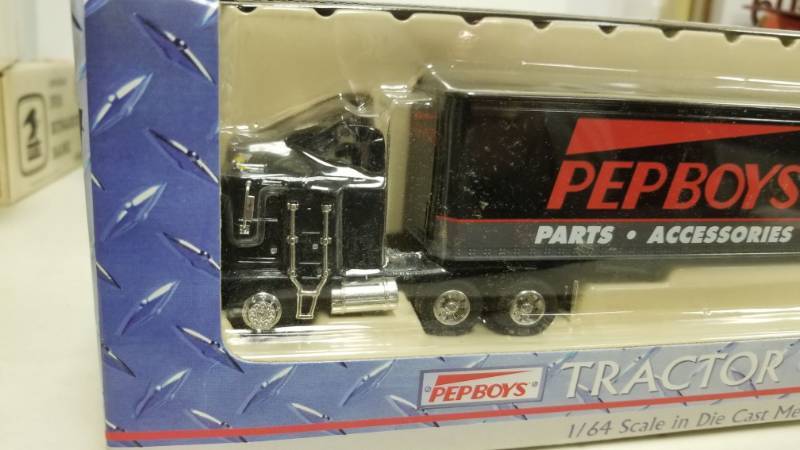 PEPBOYS
PARTS • ACCESSORIES
PEPBOYS TRACTOR
1/64 Scale in Die Cast Me